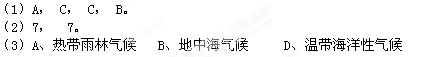 （1）A， C， C， B。
（2）7， 7。
（3）A、热带雨林气候 B、地中海气候 D、温带海洋性气候